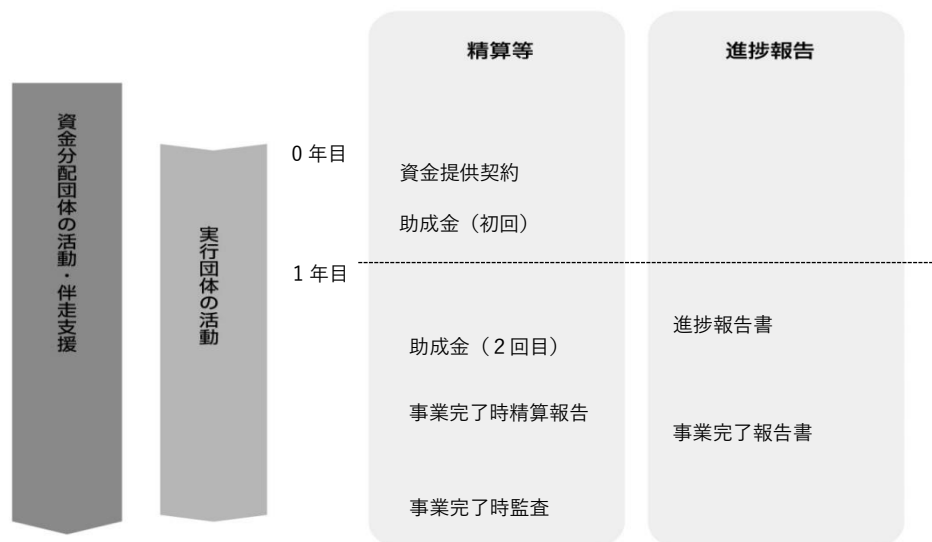 精算等
進捗報告
資金分配団体の活動・伴走支援
実行団体の活動
0 年目
資金提供契約
助成金（初回）
1 年目
進捗報告書
助成金（２回目）
事業完了時精算報告
事業完了報告書
事業完了時監査